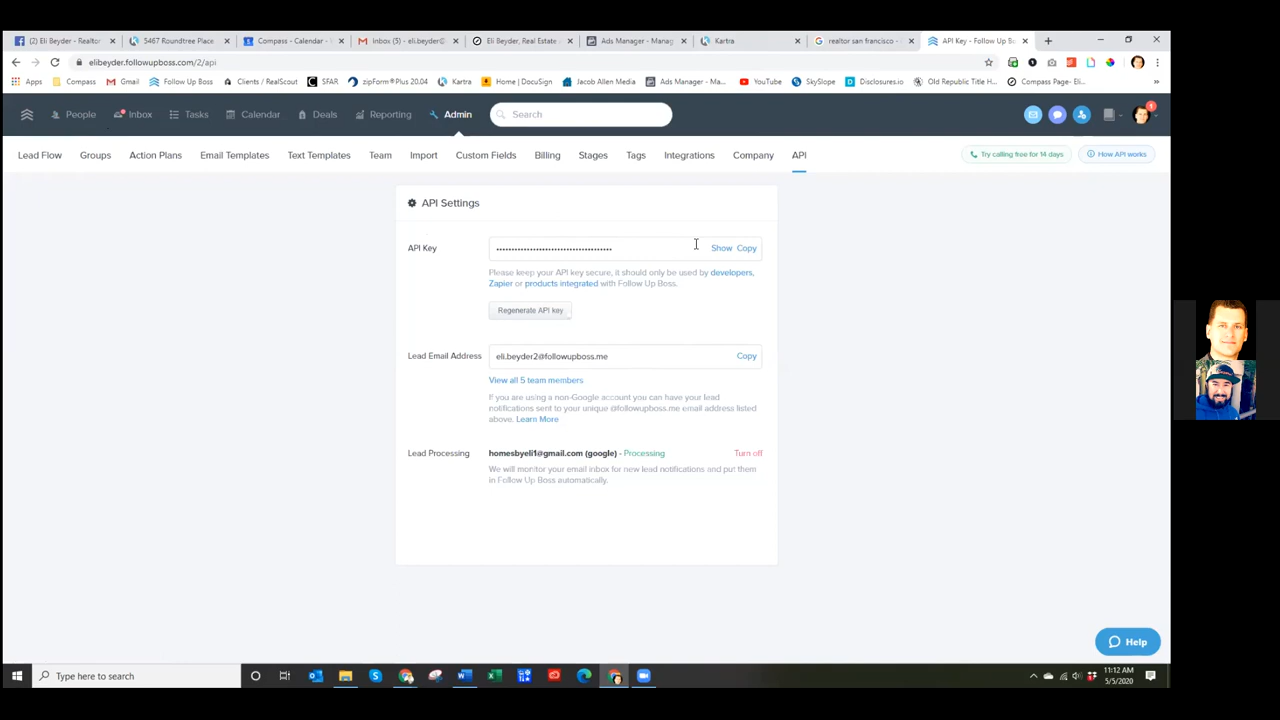 (2) Eli Beyder - Realtor
5467 Roundtree Place
Compass - Calendar -
Inbox (5) - eli.beyder@
Eli Beyder, Real Estate
Ads Manager - Manag
Kartra
realtor san francisco -
API Key - Follow Up Bo
elibeyder.followupboss.com/2/api
Apps
Compass
Gmail
Follow Up Boss
Clients / RealScout
SFAR
zipForm®Plus 20.04
Kartra
Home | DocuSign
Jacob Allen Media
Ads Manager - Ma...
YouTube
SkySlope
Disclosures.io
Old Republic Title H...
Compass Page- Eli...
»
People
Inbox
Tasks
Calendar
Deals
Reporting
Admin
Search
1
Lead Flow
Groups
Action Plans
Email Templates
Text Templates
Team
Import
Custom Fields
Billing
Stages
Tags
Integrations
Company
API
Try calling free for 14 days
How API works
API Settings
API Key
Show Copy
Please keep your API key secure, it should only be used by developers,
Zapier or products integrated with Follow Up Boss.
Regenerate API key
Lead Email Address
eli.beyder2@followupboss.me
Copy
View all 5 team members
If you are using a non-Google account you can have your lead
notifications sent to your unique @followupboss.me email address listed
above. Learn More
Lead Processing
homesbyeli1@gmail.com (google) - Processing
Turn off
We will monitor your email inbox for new lead notifications and put them
in Follow Up Boss automatically.
Help
Type here to search
11:12 AM
5/5/2020